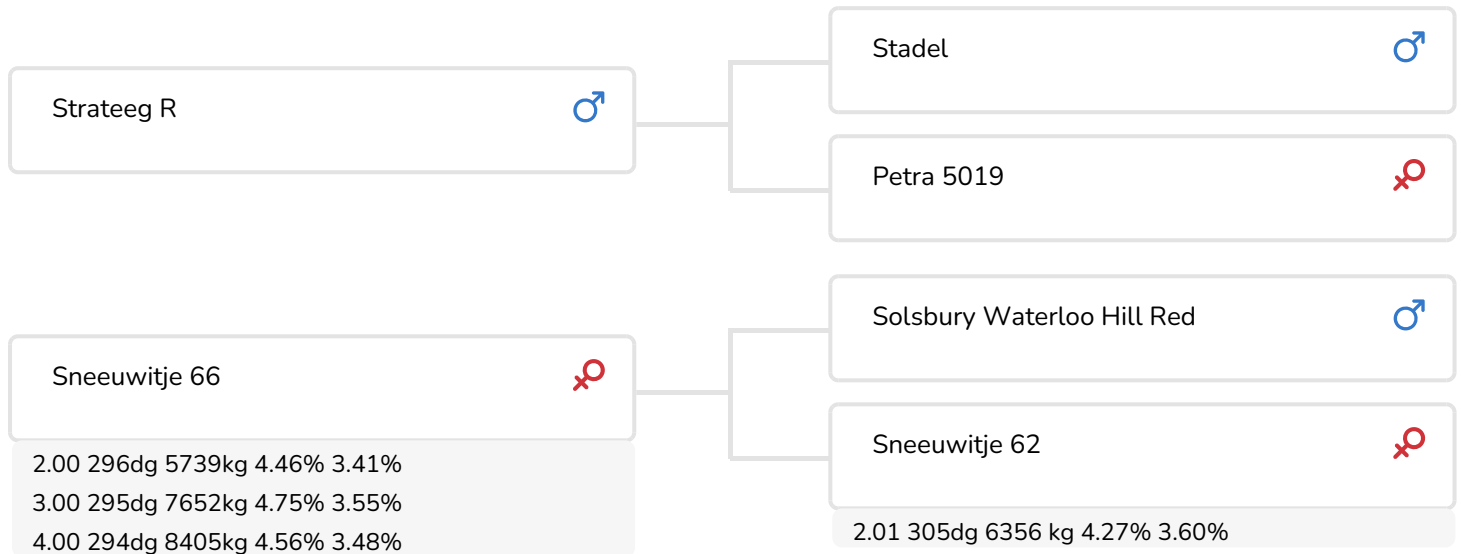 Strateeg R
Stadel
Petra 5019
Sneeuwitje 66
2.00 296dg 5739kg 4.46% 3.41%
3.00 295dg 7652kg 4.75% 3.55%
4.00 294dg 8405kg 4.56% 3.48%
Solsbury Waterloo Hill Red
Sneeuwitje 62
2.01 305dg 6356 kg 4.27% 3.60%